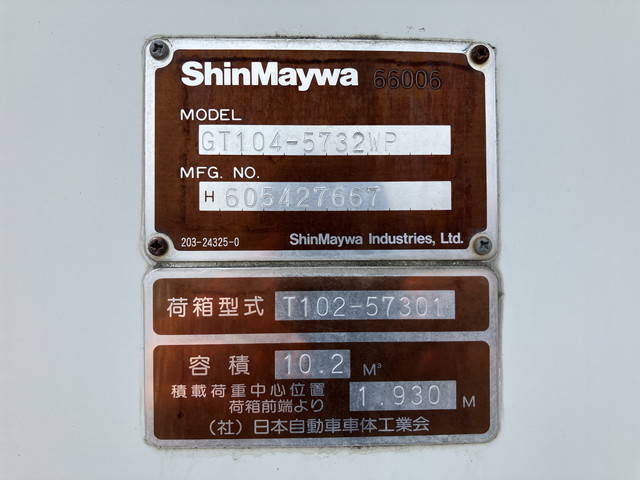 ShinMaywa 66006
MODEL
GT104-5732WP
MFG. NO.
H 605427667
203-24325-0 ShinMaywa Industries, Ltd.
荷箱型式 T102-57301
容積 10.2 M³
積載荷重中心位置
荷箱前端より 1.930 M
(社)日本自動車車体工業会